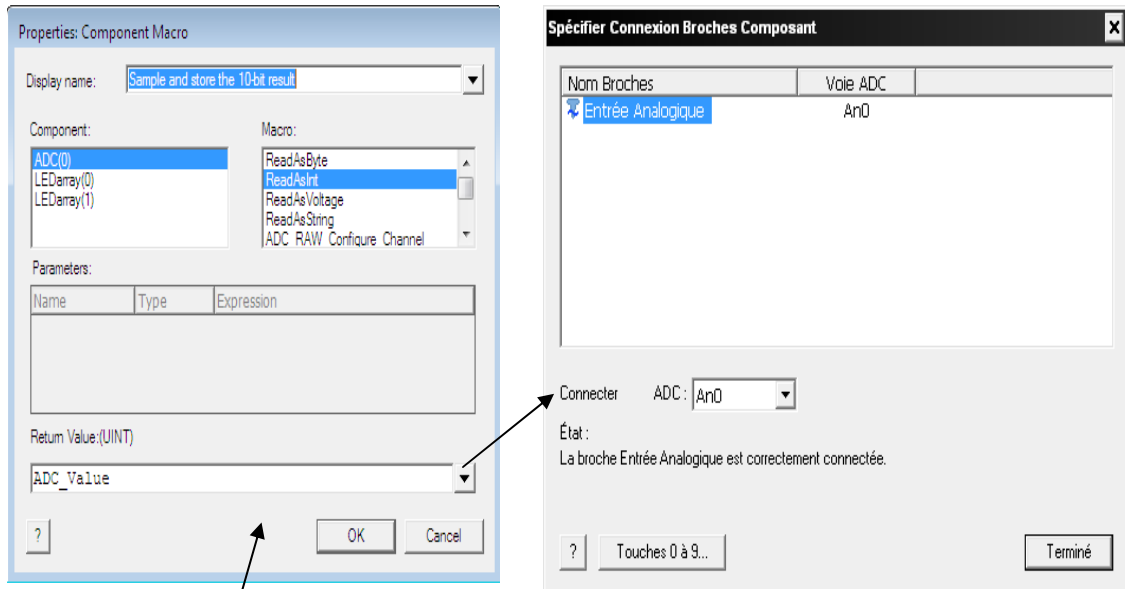 Properties: Component Macro
Display name: Sample and store the 10-bit result
Component: Macro:
ADC(0)
LEDarray(0)
LEDarray(1)
ReadAsByte
ReadAsInt
ReadAsVoltage
ReadAsString
ADC_RAW_Configure_Channel
Parameters:
Name Type Expression
Return Value:(UINT)
ADC_Value
? OK Cancel
Spécifier Connexion Broches Composant
Nom Broches Voie ADC
Entrée Analogique An0
Connecter ADC : An0
État :
La broche Entrée Analogique est correctement connectée.
? Touches 0 à 9... Terminé